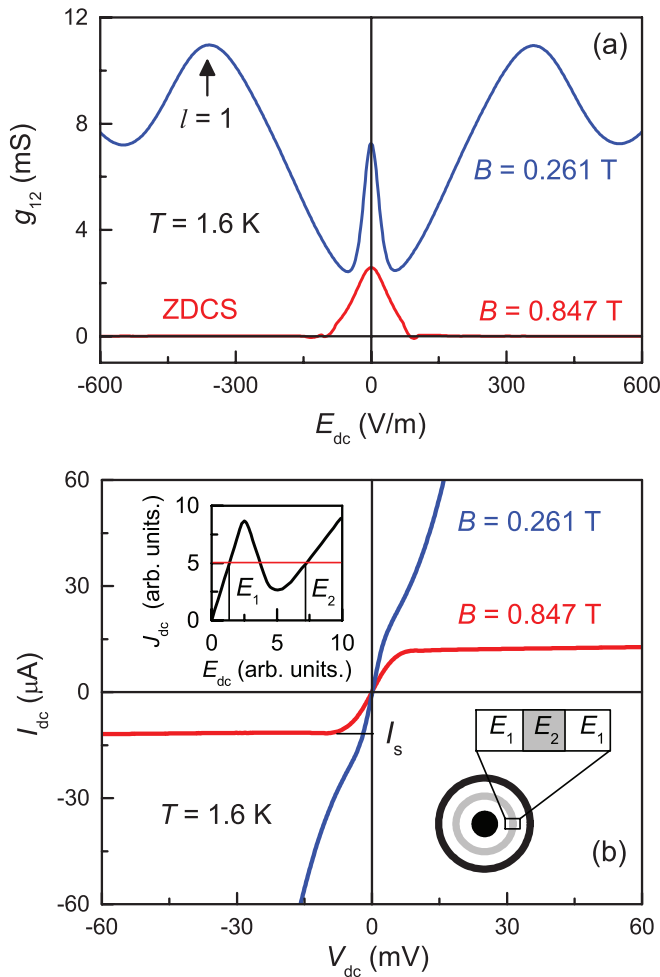 12
(a)
l = 1
8
g12 (mS)
B = 0.261 T
4
T = 1.6 K
ZDCS
B = 0.847 T
0
-600 -300 0 300 600
Edc (V/m)
60
10
B = 0.261 T
Jdc (arb. units.)
30
5
E1 E2
B = 0.847 T
0
0 5 10
Edc (arb. units.)
Idc (μA)
0
Is
E1 E2 E1
-30
T = 1.6 K
(b)
-60
-60 -30 0 30 60
Vdc (mV)